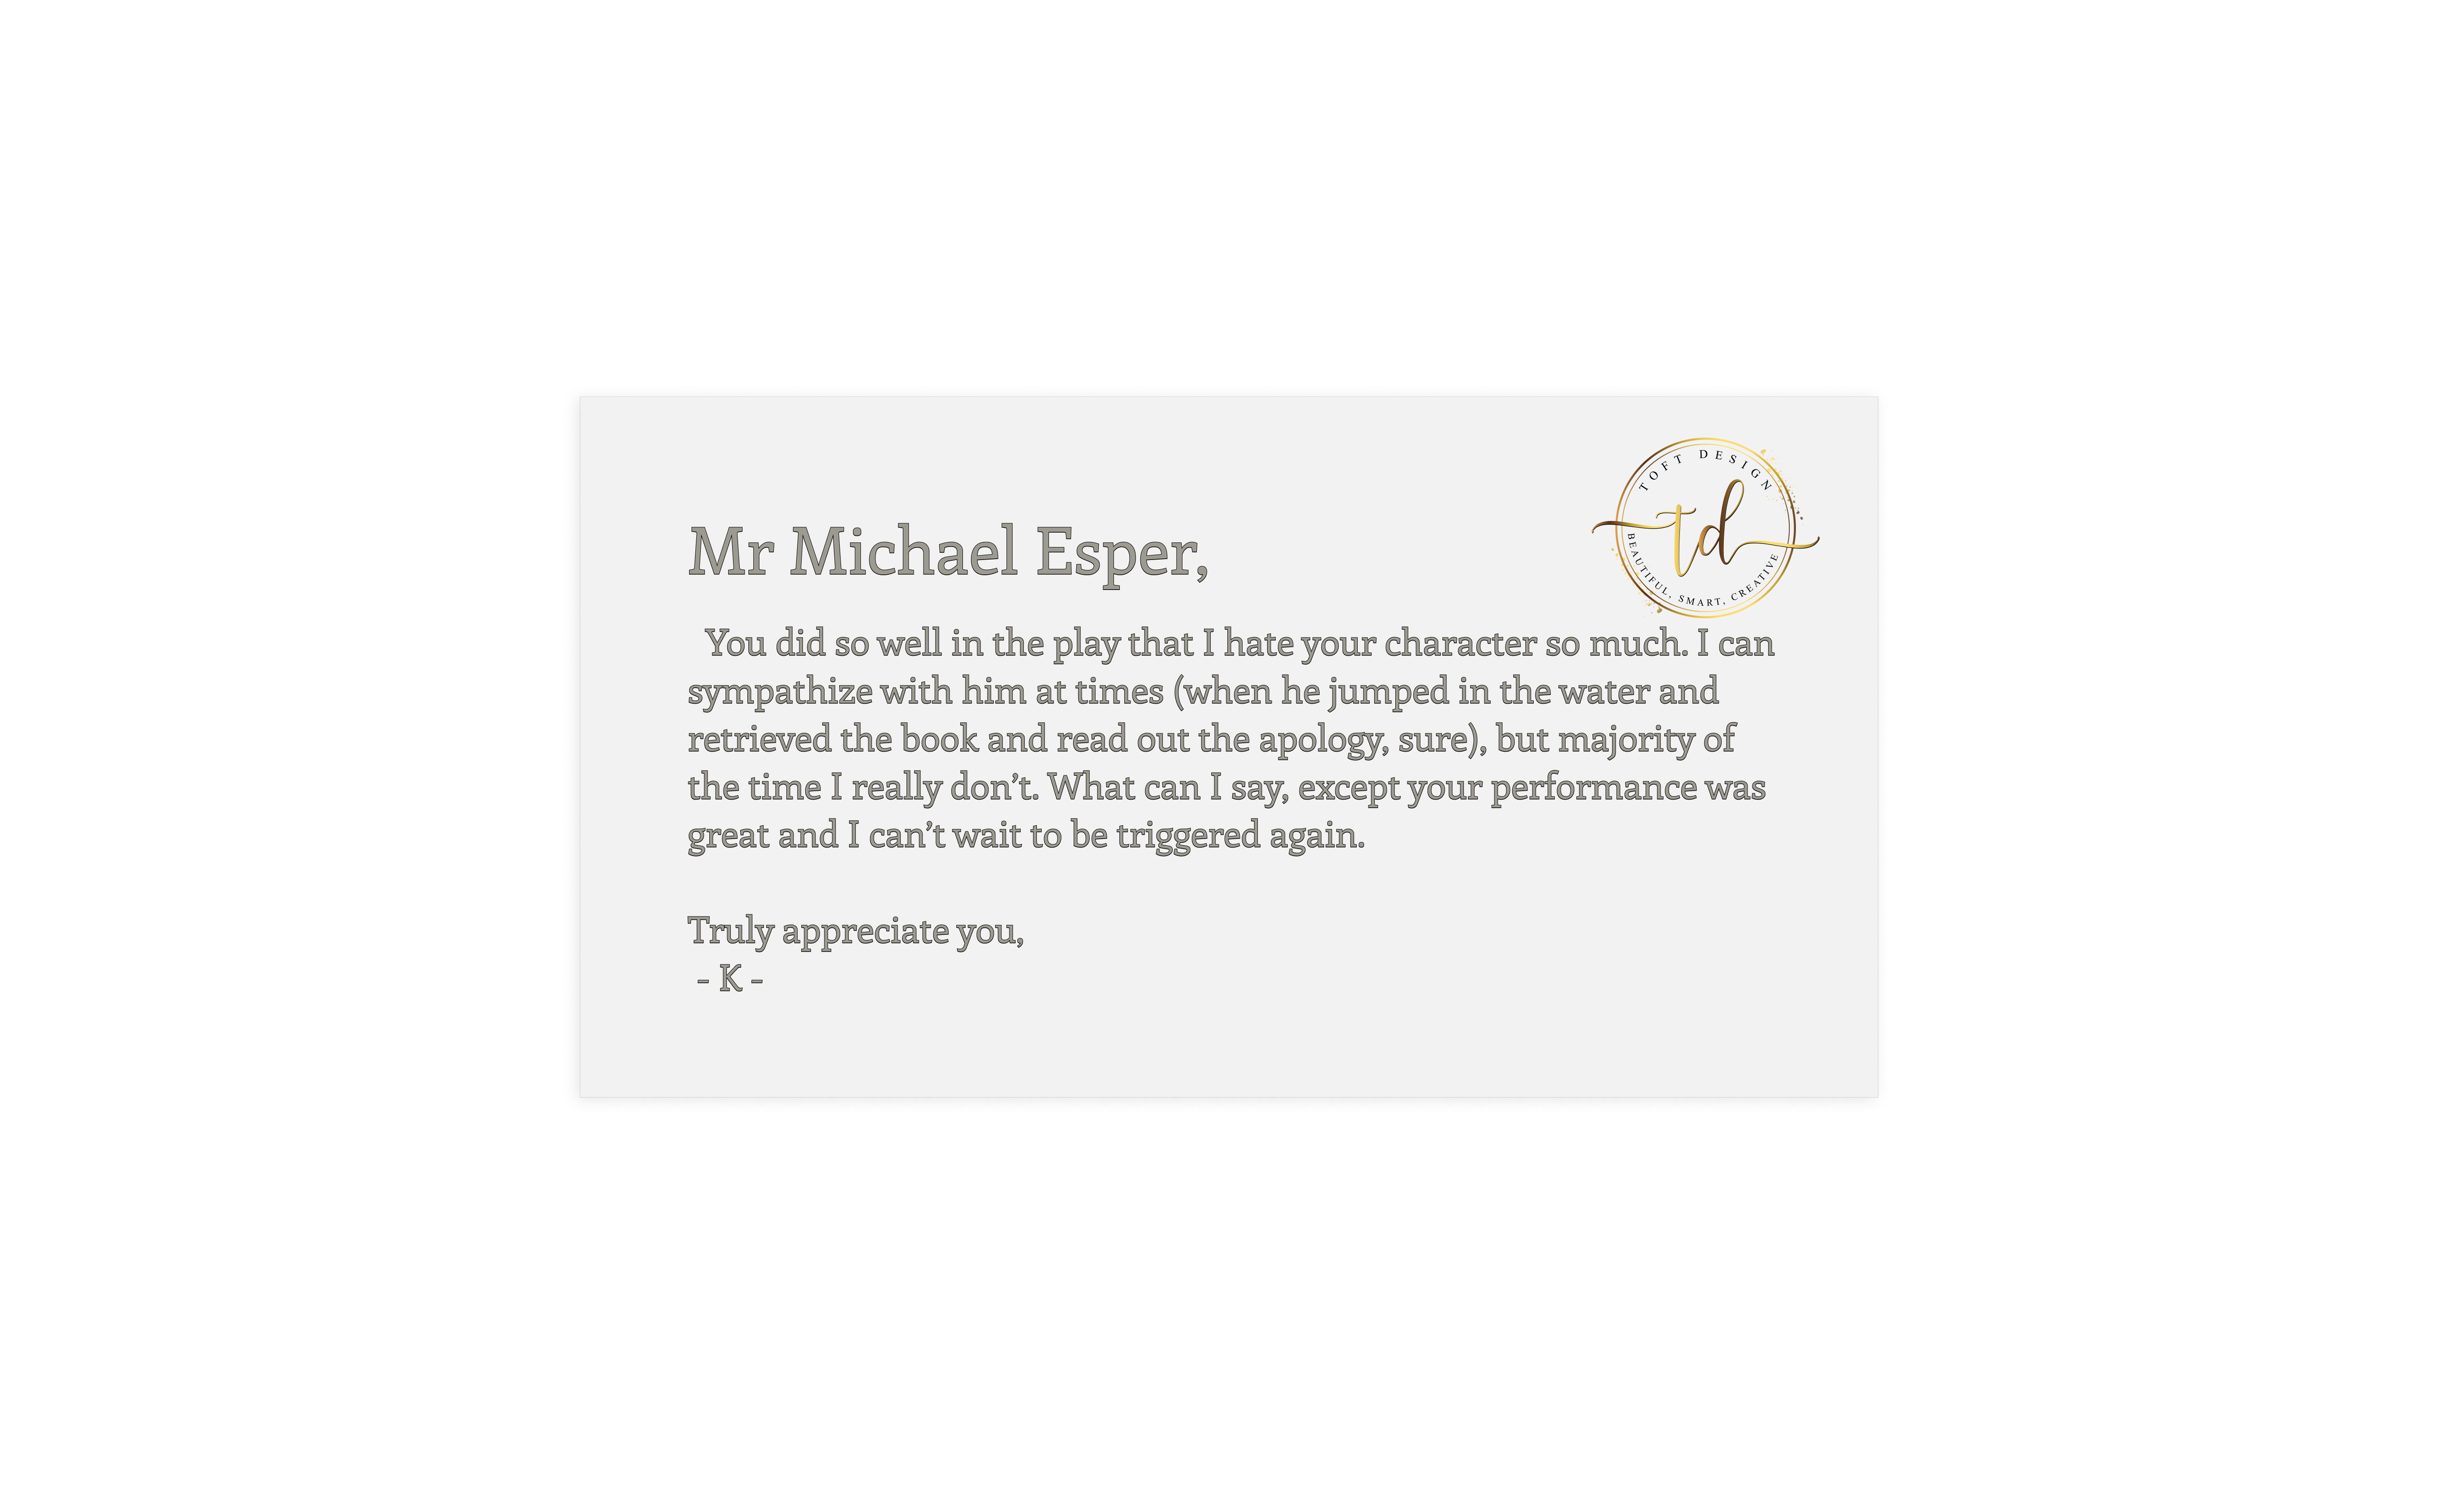 TOFT DESIGN
td
BEAUTIFUL, SMART, CREATIVE
Mr Michael Esper,
You did so well in the play that I hate your character so much. I can
sympathize with him at times (when he jumped in the water and
retrieved the book and read out the apology, sure), but majority of
the time I really don’t. What can I say, except your performance was
great and I can’t wait to be triggered again.
Truly appreciate you,
- K -